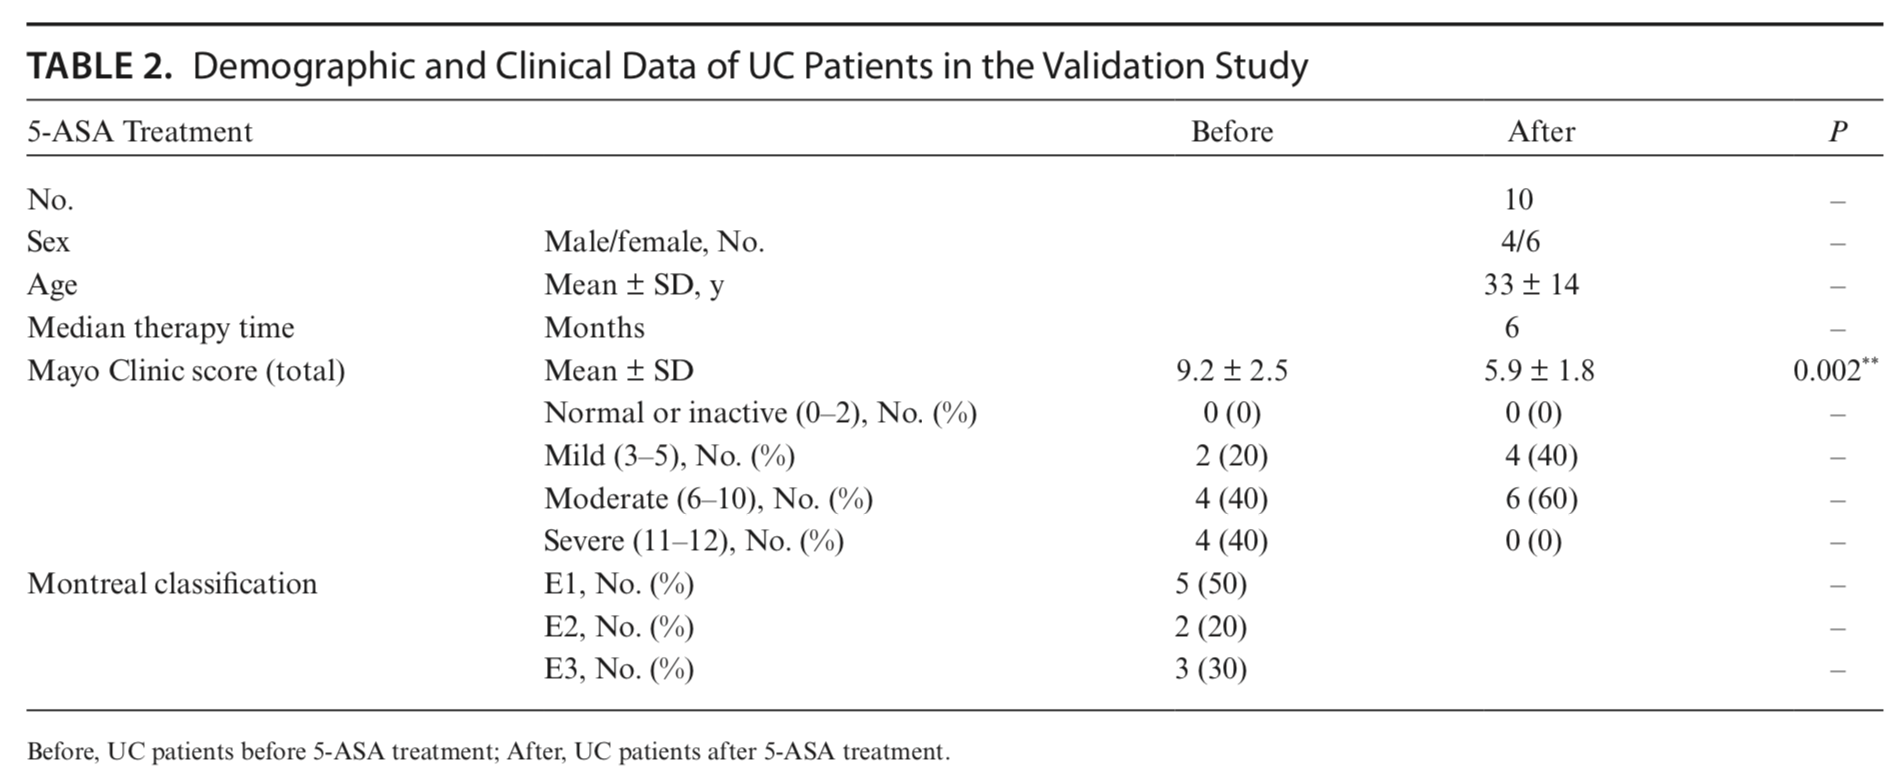 TABLE 2. Demographic and Clinical Data of UC Patients in the Validation Study
5-ASA Treatment Before After P
No. 10 –
Sex Male/female, No. 4/6 –
Age Mean ± SD, y 33 ± 14 –
Median therapy time Months 6 –
Mayo Clinic score (total) Mean ± SD 9.2 ± 2.5 5.9 ± 1.8 0.002**
Normal or inactive (0–2), No. (%) 0 (0) 0 (0) –
Mild (3–5), No. (%) 2 (20) 4 (40) –
Moderate (6–10), No. (%) 4 (40) 6 (60) –
Severe (11–12), No. (%) 4 (40) 0 (0) –
Montreal classification E1, No. (%) 5 (50) –
E2, No. (%) 2 (20) –
E3, No. (%) 3 (30) –
Before, UC patients before 5-ASA treatment; After, UC patients after 5-ASA treatment.